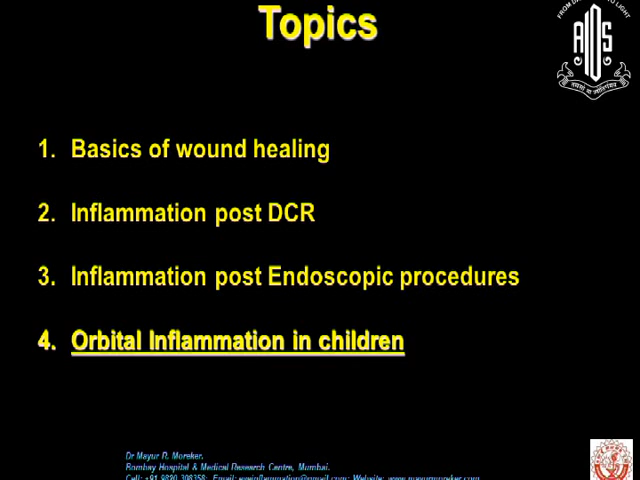 Topics
AIOS
1. Basics of wound healing
2. Inflammation post DCR
3. Inflammation post Endoscopic procedures
4. Orbital Inflammation in children
Dr Mayur R. Moreker.
Bombay Hospital & Medical Research Centre, Mumbai.